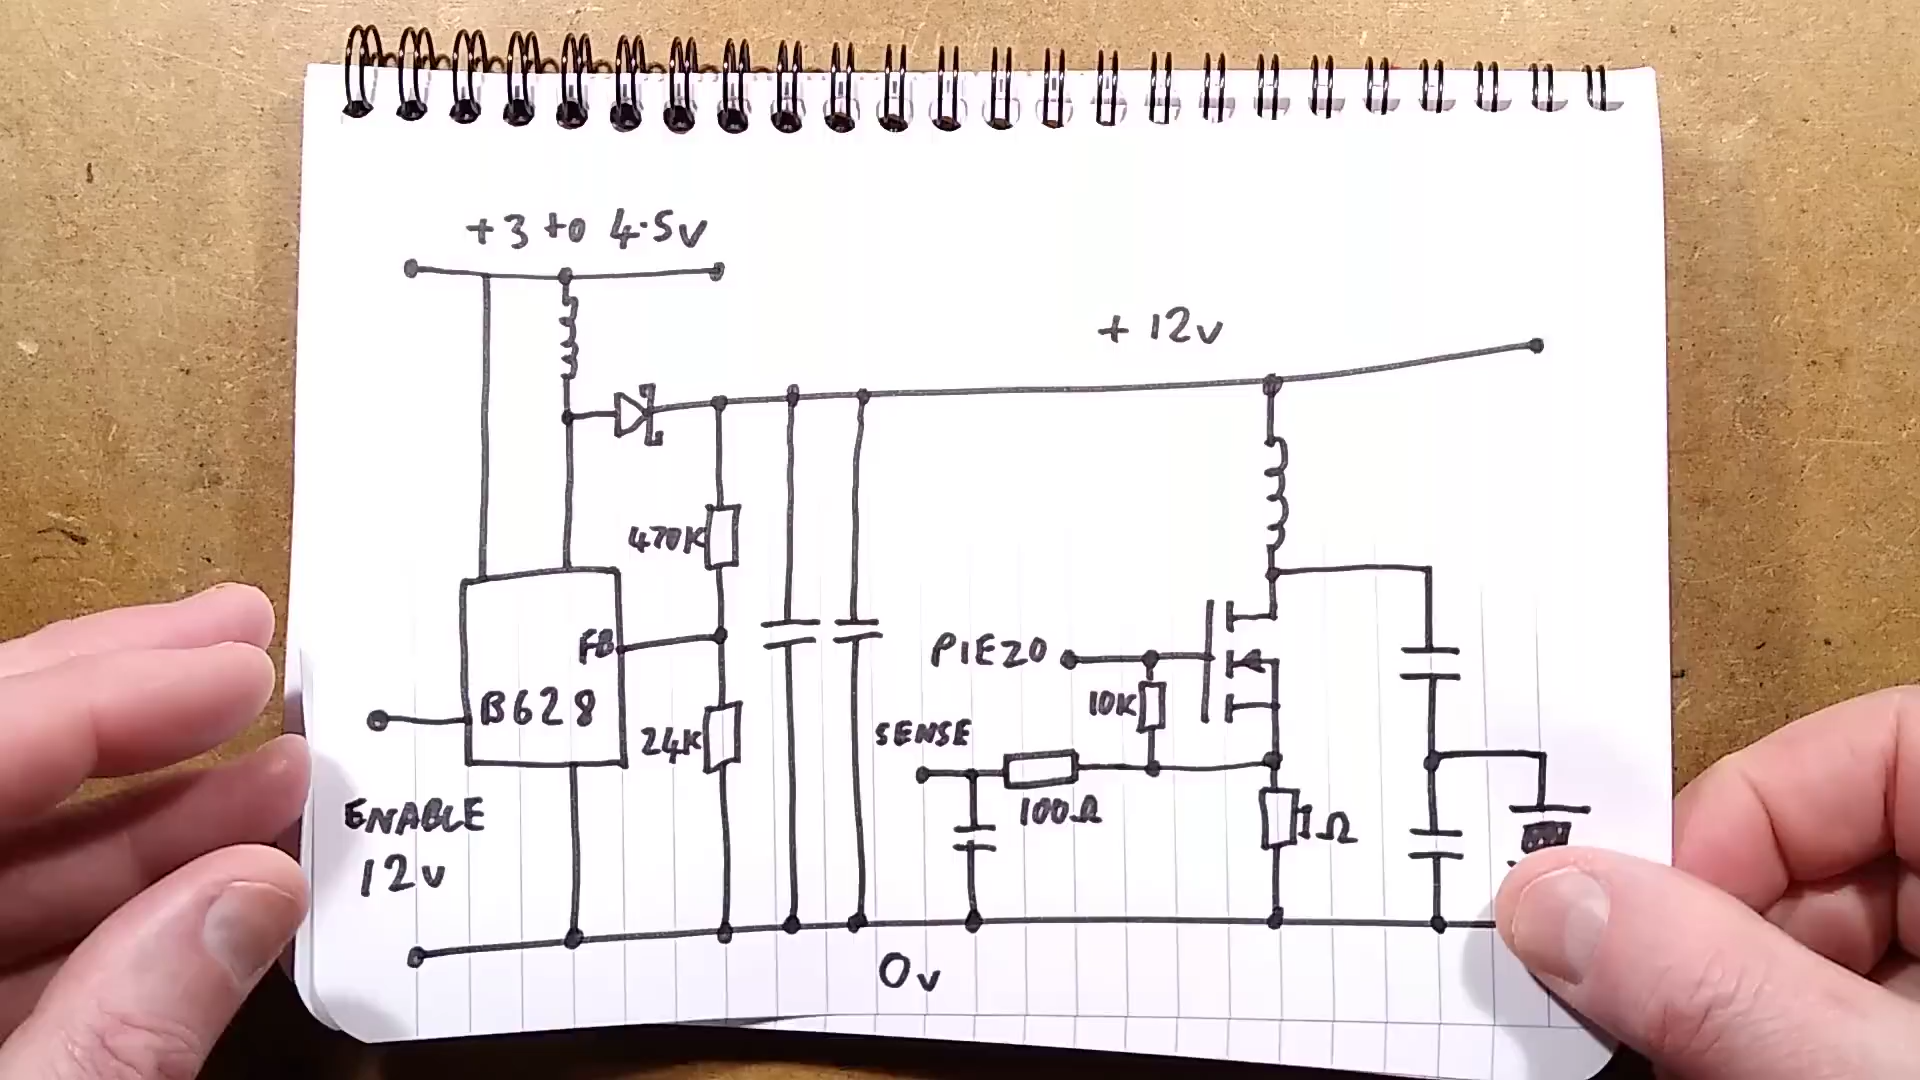 +3 to 4.5v
+12v
470K
FB
PIEZO
B628
10K
24K
SENSE
100Ω
1Ω
ENABLE
12v
0v